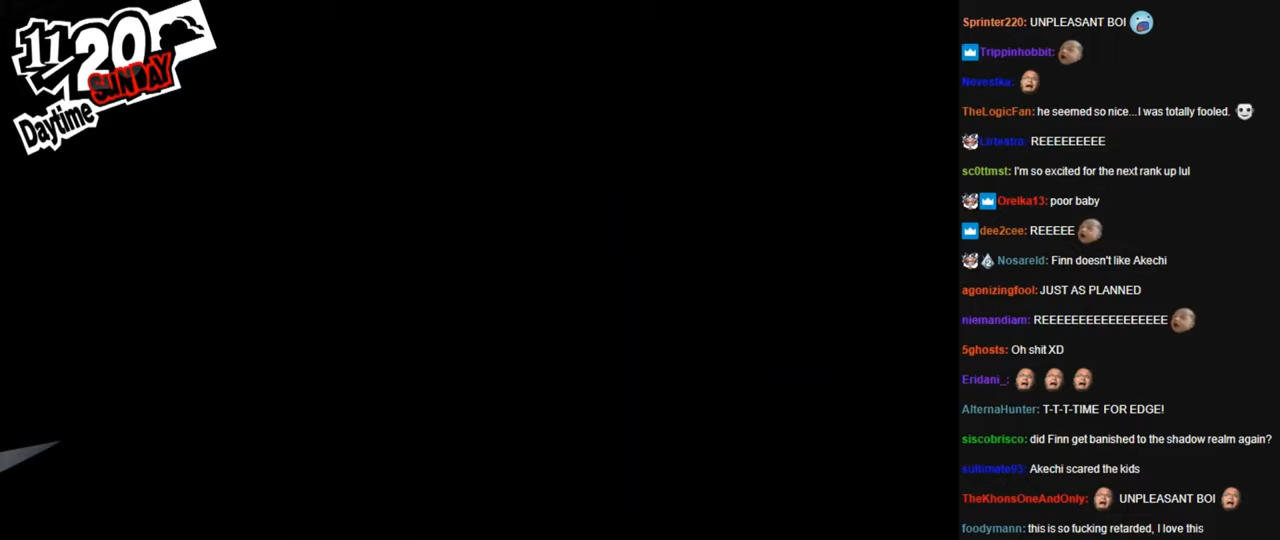 11/20
SUNDAY
Daytime
Sprinter220: UNPLEASANT BOI
Trippinhobbit:
Novestka:
TheLogicFan: he seemed so nice...I was totally fooled.
Lirteatro: REEEEEEEEE
sc0ttmst: I'm so excited for the next rank up lul
Oreika13: poor baby
dee2cee: REEEEE
Nosareld: Finn doesn't like Akechi
agonizingfool: JUST AS PLANNED
niemandiam: REEEEEEEEEEEEEEEEE
5ghosts: Oh shit XD
Eridani_:
AlternaHunter: T-T-T-TIME FOR EDGE!
siscobrisco: did Finn get banished to the shadow realm again?
sultimate93: Akechi scared the kids
TheKhonsOneAndOnly: UNPLEASANT BOI
foodymann: this is so fucking retarded, I love this